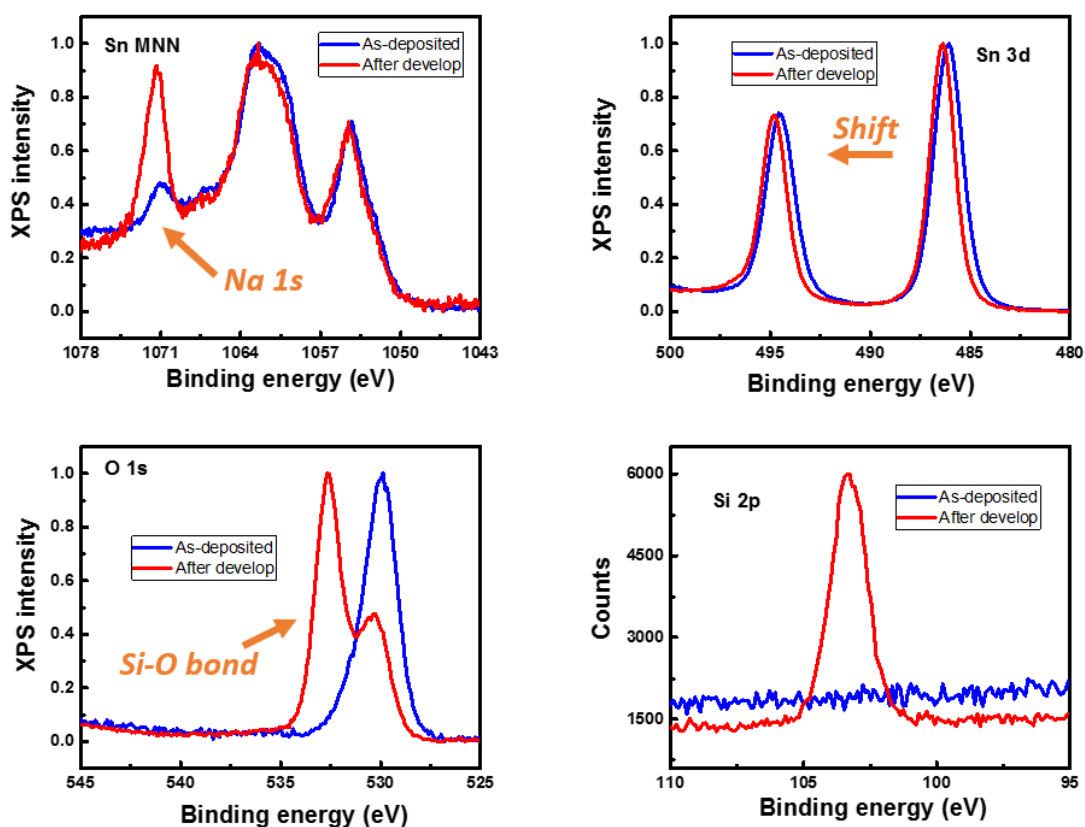 Sn MNN
As-deposited
After develop
Na 1s
XPS intensity
1.0
0.8
0.6
0.4
0.2
0.0
1078 1071 1064 1057 1050 1043
Binding energy (eV)
Sn 3d
As-deposited
After develop
Shift
XPS intensity
1.0
0.8
0.6
0.4
0.2
0.0
500 495 490 485 480
Binding energy (eV)
O 1s
As-deposited
After develop
Si-O bond
XPS intensity
1.0
0.8
0.6
0.4
0.2
0.0
545 540 535 530 525
Binding energy (eV)
Si 2p
As-deposited
After develop
Counts
6000
4500
3000
1500
110 105 100 95
Binding energy (eV)